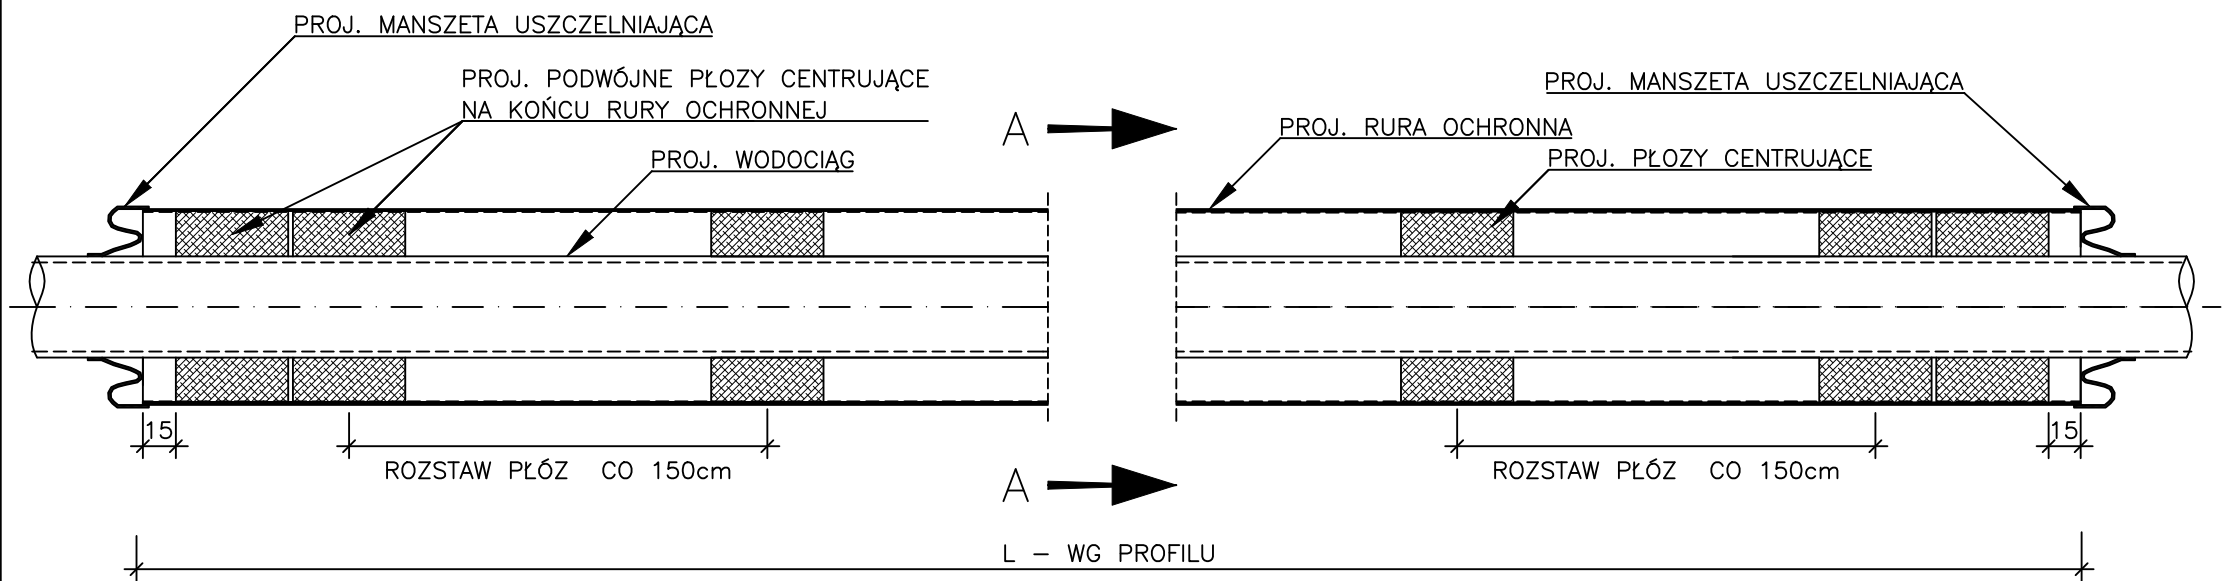 PROJ. MANSZETA USZCZELNIAJĄCA
PROJ. PODWÓJNE PŁOZY CENTRUJĄCE
NA KOŃCU RURY OCHRONNEJ
PROJ. WODOCIĄG
A
PROJ. RURA OCHRONNA
PROJ. MANSZETA USZCZELNIAJĄCA
PROJ. PŁOZY CENTRUJĄCE
15
ROZSTAW PŁÓZ CO 150cm
A
15
ROZSTAW PŁÓZ CO 150cm
L – WG PROFILU